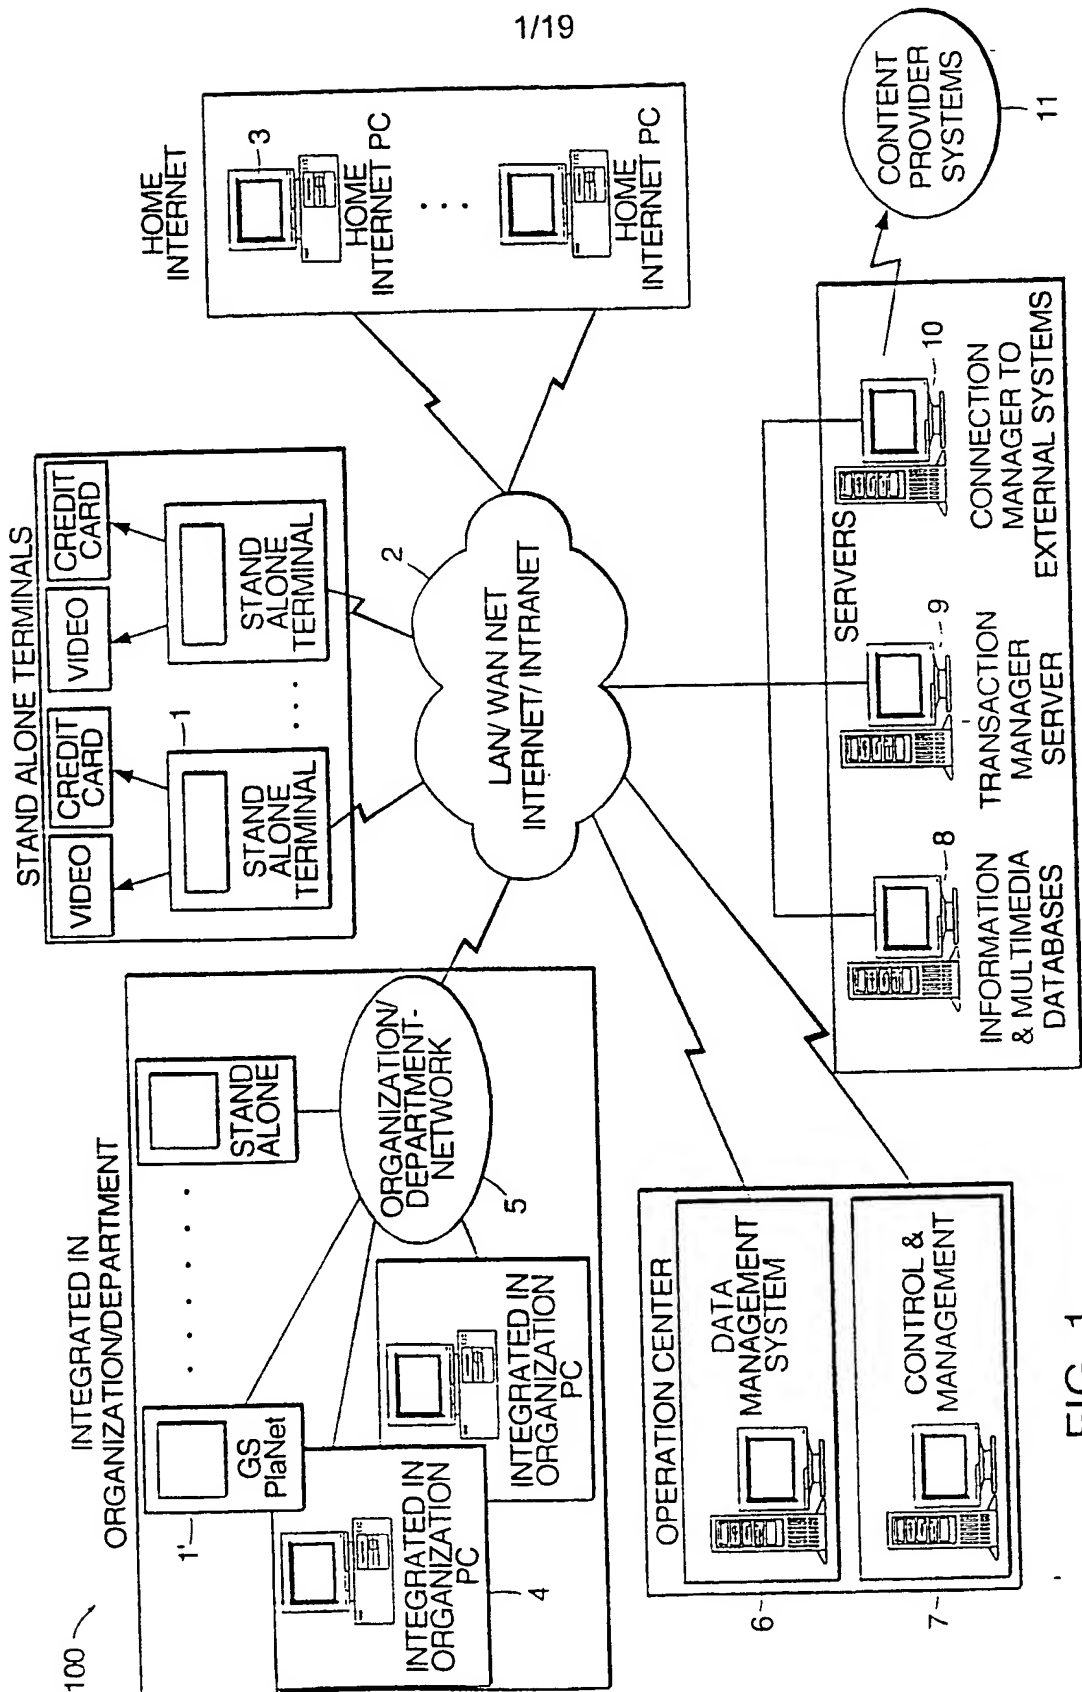 1/19
100
INTEGRATED IN
ORGANIZATION/DEPARTMENT
1'
GS
PlaNet
STAND
ALONE
INTEGRATED IN
ORGANIZATION
PC
4
INTEGRATED IN
ORGANIZATION
PC
ORGANIZATION/
DEPARTMENT-
NETWORK
5
STAND ALONE TERMINALS
VIDEO
CREDIT
CARD
VIDEO
CREDIT
CARD
1
STAND
ALONE
TERMINAL
STAND
ALONE
TERMINAL
HOME
INTERNET
3
HOME
INTERNET PC
HOME
INTERNET PC
2
LAN/ WAN NET
INTERNET/ INTRANET
OPERATION CENTER
DATA
MANAGEMENT
SYSTEM
6
CONTROL &
MANAGEMENT
7
SERVERS
8
INFORMATION
& MULTIMEDIA
DATABASES
9
TRANSACTION
MANAGER
SERVER
10
CONNECTION
MANAGER TO
EXTERNAL SYSTEMS
CONTENT
PROVIDER
SYSTEMS
11
FIG. 1